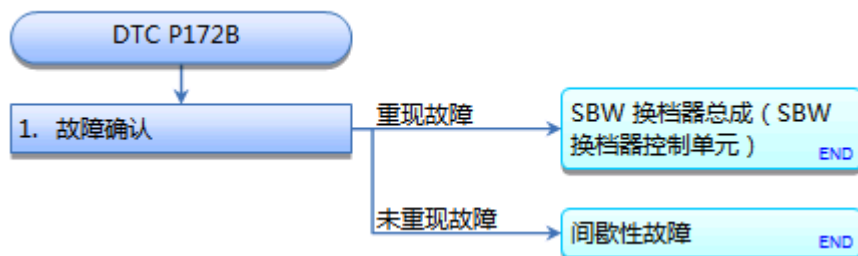 DTC P172B
1. 故障确认
重现故障
SBW 换档器总成（SBW
换档器控制单元）
END
未重现故障
间歇性故障
END